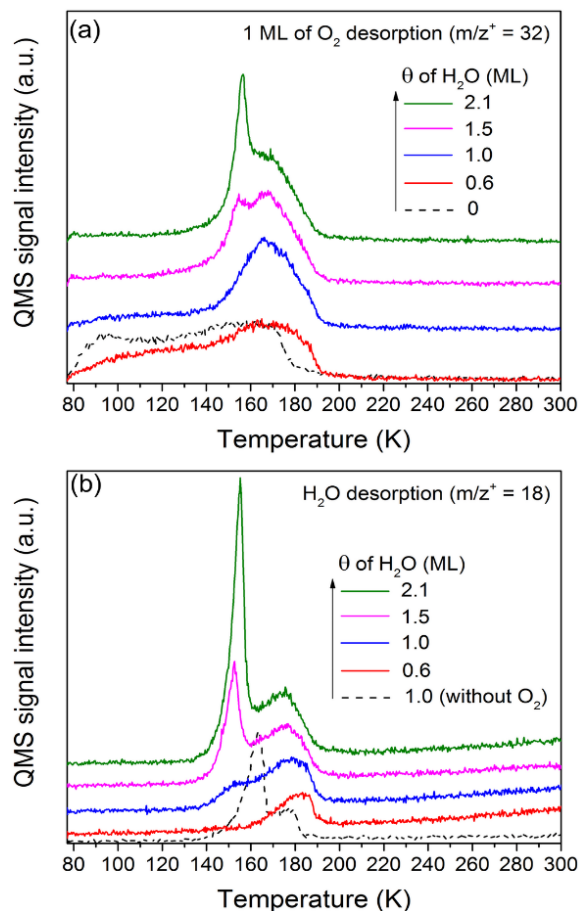 (a)
1 ML of O₂ desorption (m/z⁺ = 32)
θ of H₂O (ML)
2.1
1.5
1.0
0.6
0
QMS signal intensity (a.u.)
80 100 120 140 160 180 200 220 240 260 280 300
Temperature (K)
(b)
H₂O desorption (m/z⁺ = 18)
θ of H₂O (ML)
2.1
1.5
1.0
0.6
1.0 (without O₂)
QMS signal intensity (a.u.)
80 100 120 140 160 180 200 220 240 260 280 300
Temperature (K)